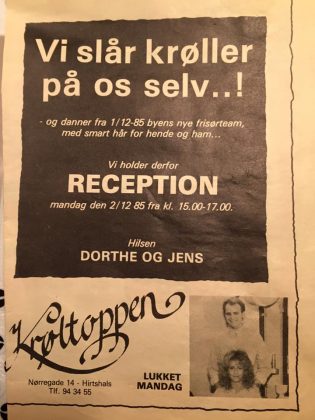 Vi slår krøller
på os selv..!
- og danner fra 1/12-85 byens nye frisørteam,
med smart hår for hende og ham...
Vi holder derfor
RECEPTION
mandag den 2/12 85 fra kl. 15.00-17.00.
Hilsen
DORTHE OG JENS
Krøltoppen
Nørregade 14 - Hirtshals
Tlf. 94 34 55
LUKKET
MANDAG